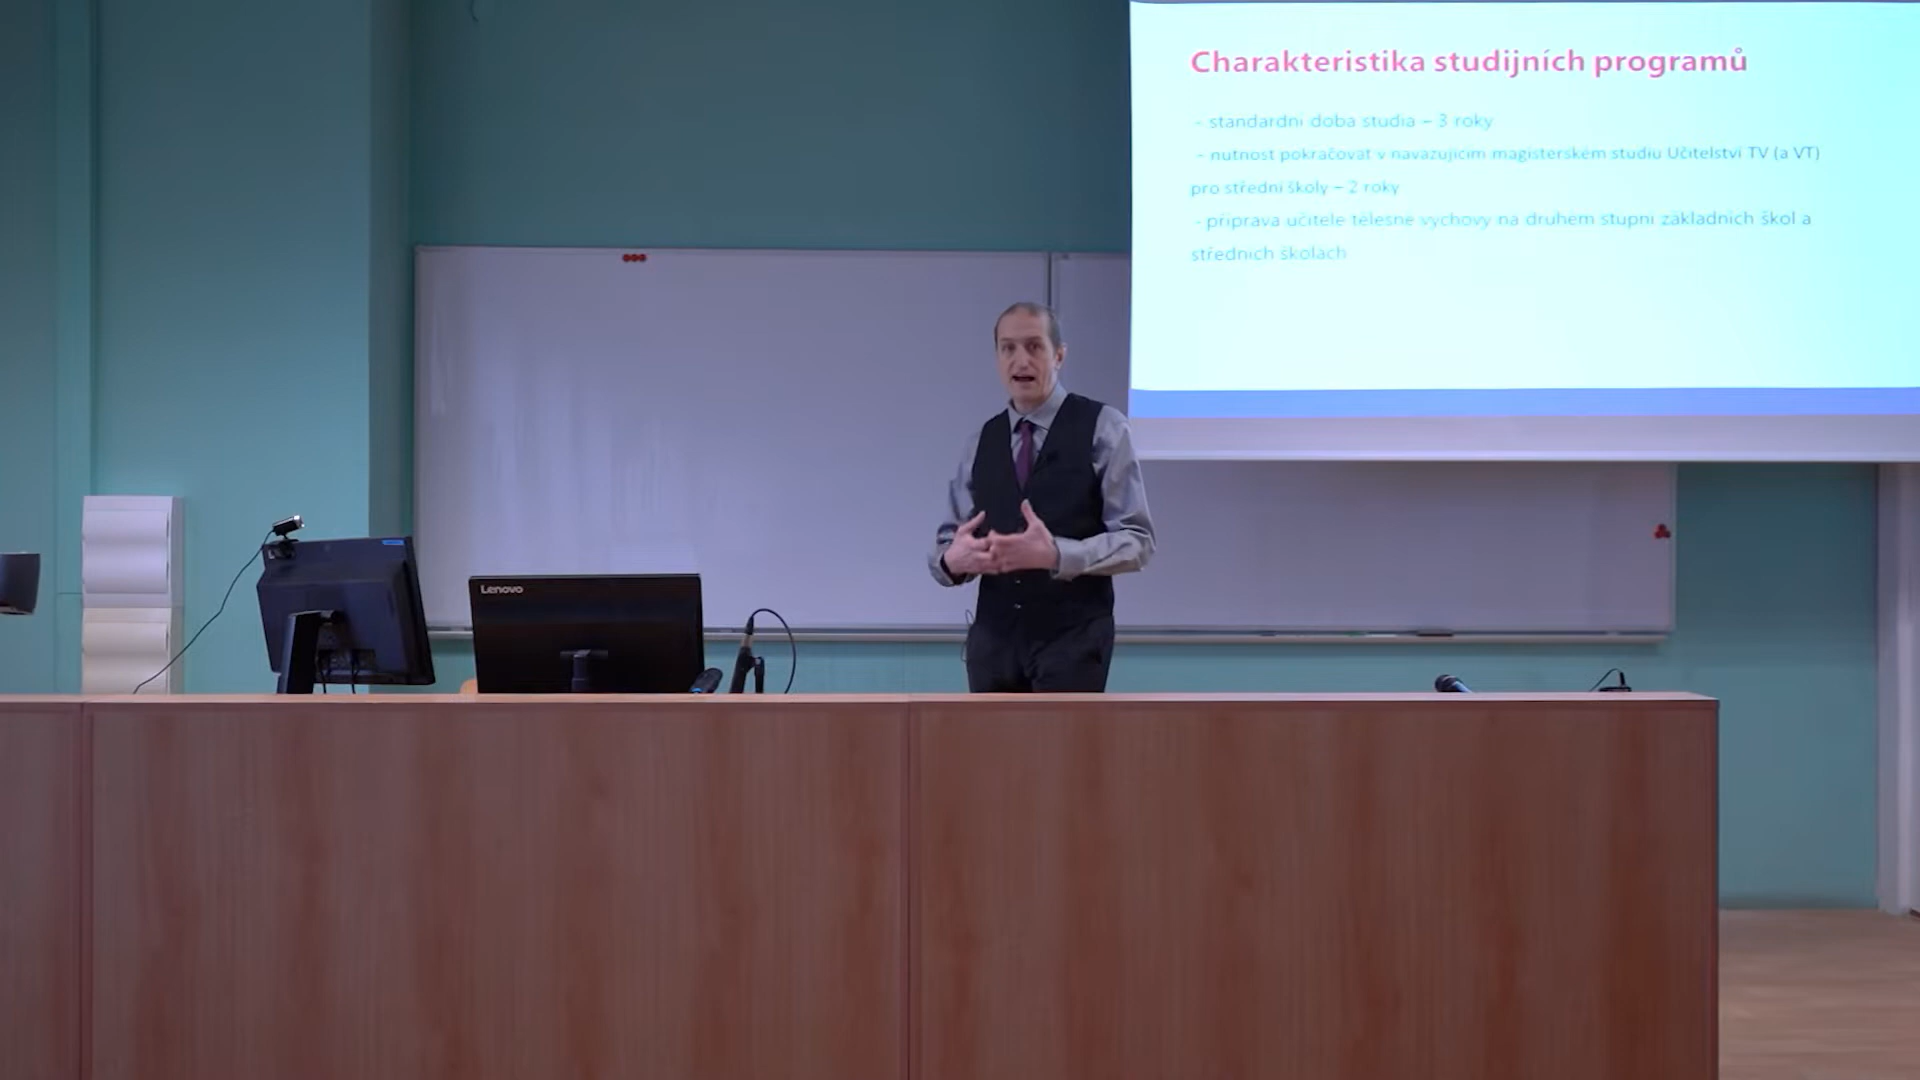 Charakteristika studijních programů
- standardní doba studia – 3 roky
- nutnost pokračovat v navazujícím magisterském studiu Učitelství TV (a VT)
pro střední školy – 2 roky
- příprava učitele tělesné výchovy na druhém stupni základních škol a
středních školách
Lenovo